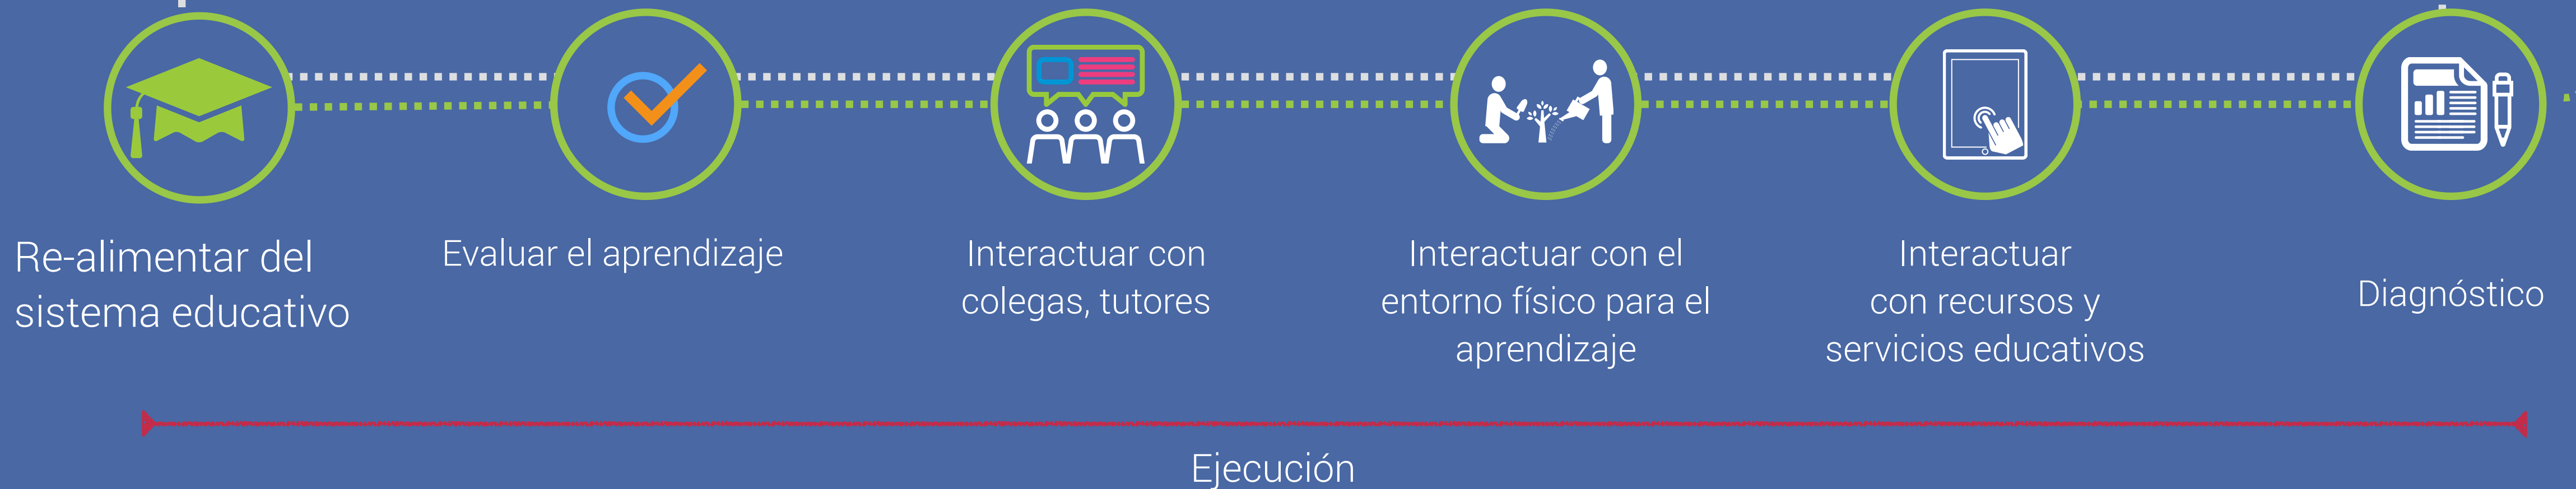 Re-alimentar del
sistema educativo
Evaluar el aprendizaje
Interactuar con
colegas, tutores
Interactuar con el
entorno físico para el
aprendizaje
Interactuar
con recursos y
servicios educativos
Diagnóstico
Ejecución